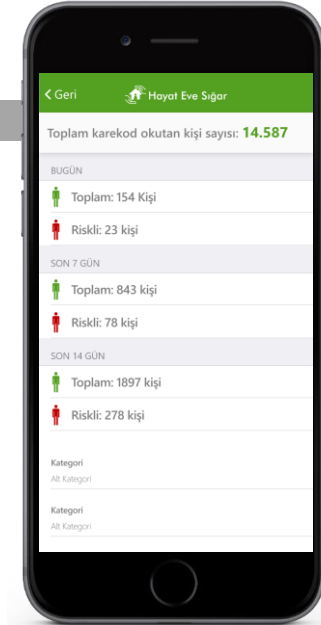 Geri
Hayat Eve Sığar
Toplam karekod okutan kişi sayısı: 14.587
BUGÜN
Toplam: 154 Kişi
Riskli: 23 kişi
SON 7 GÜN
Toplam: 843 kişi
Riskli: 78 kişi
SON 14 GÜN
Toplam: 1897 kişi
Riskli: 278 kişi
Kategori
Alt Kategori
Kategori
Alt Kategori